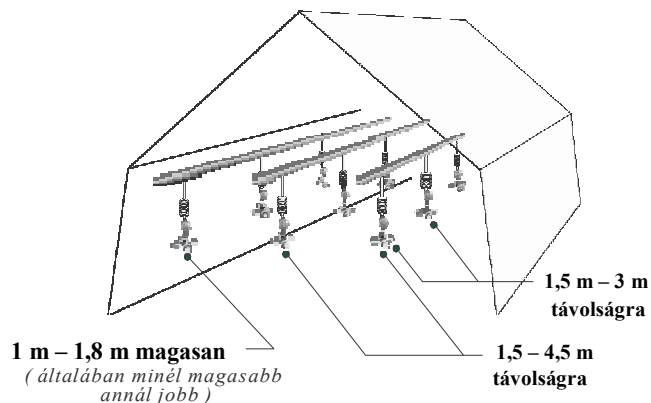 1,5 m – 3 m
távolságra
1 m – 1,8 m magasan
( általában minél magasabb
annál jobb )
1,5 – 4,5 m
távolságra